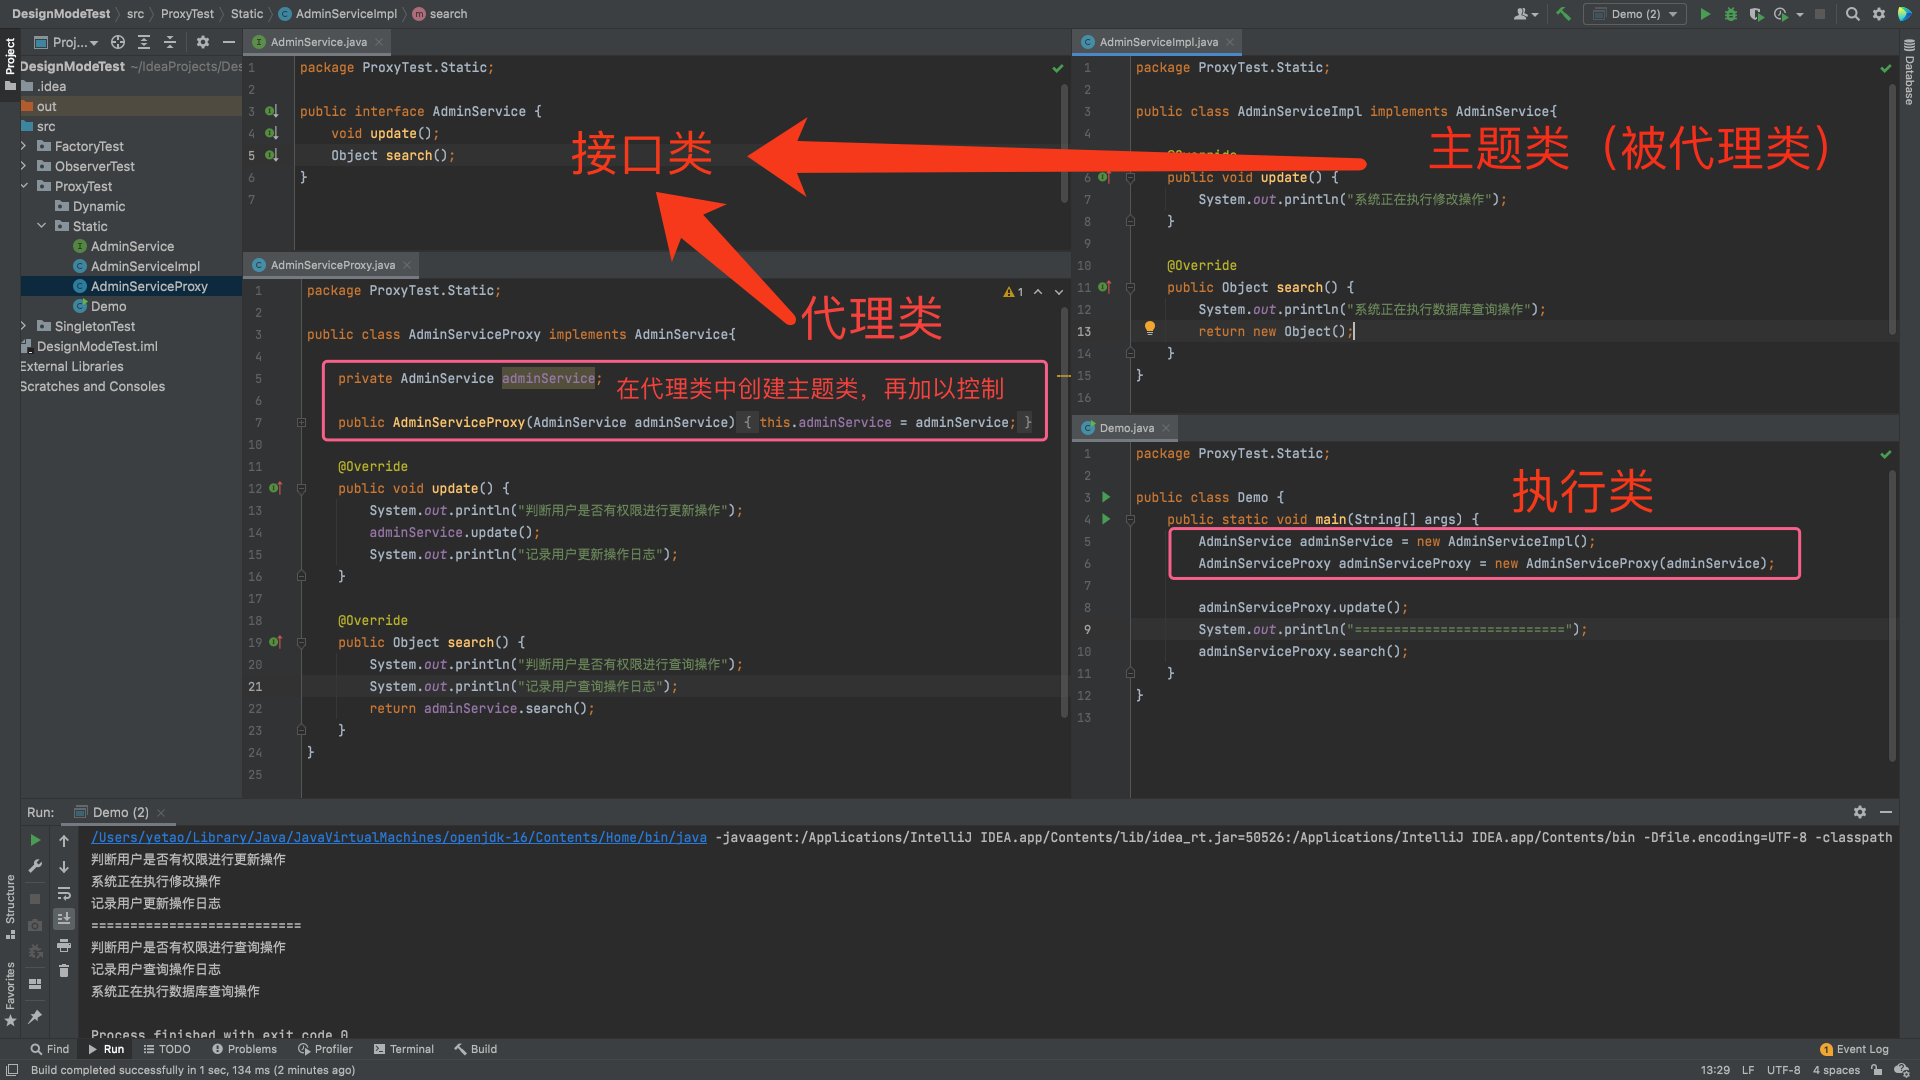 DesignModeTest
src
ProxyTest
Static
AdminServiceImpl
search
Demo (2)
Project
Proj...
DesignModeTest ~/IdeaProjects/Des
.idea
out
src
FactoryTest
ObserverTest
ProxyTest
Dynamic
Static
AdminService
AdminServiceImpl
AdminServiceProxy
Demo
SingletonTest
DesignModeTest.iml
External Libraries
Scratches and Consoles
AdminService.java
1 package ProxyTest.Static;
2
3 public interface AdminService {
4 void update();
5 Object search();
6 }
7
接口类
AdminServiceProxy.java
1
1 package ProxyTest.Static;
2
3 public class AdminServiceProxy implements AdminService{
4
5 private AdminService adminService;
6
7 public AdminServiceProxy(AdminService adminService) { this.adminService = adminService; }
10
11 @Override
12 public void update() {
13 System.out.println("判断用户是否有权限进行更新操作");
14 adminService.update();
15 System.out.println("记录用户更新操作日志");
16 }
17
18 @Override
19 public Object search() {
20 System.out.println("判断用户是否有权限进行查询操作");
21 System.out.println("记录用户查询操作日志");
22 return adminService.search();
23 }
24 }
25
代理类
在代理类中创建主题类，再加以控制
AdminServiceImpl.java
1 package ProxyTest.Static;
2
3 public class AdminServiceImpl implements AdminService{
4
@Override
6 public void update() {
7 System.out.println("系统正在执行修改操作");
8 }
9
10 @Override
11 public Object search() {
12 System.out.println("系统正在执行数据库查询操作");
13 return new Object();
14 }
15 }
16
主题类（被代理类）
Demo.java
1 package ProxyTest.Static;
2
3 public class Demo {
4 public static void main(String[] args) {
5 AdminService adminService = new AdminServiceImpl();
6 AdminServiceProxy adminServiceProxy = new AdminServiceProxy(adminService);
7
8 adminServiceProxy.update();
9 System.out.println("===========================");
10 adminServiceProxy.search();
11 }
12 }
13
执行类
Database
Run:
Demo (2)
/Users/yetao/Library/Java/JavaVirtualMachines/openjdk-16/Contents/Home/bin/java -javaagent:/Applications/IntelliJ IDEA.app/Contents/lib/idea_rt.jar=50526:/Applications/IntelliJ IDEA.app/Contents/bin -Dfile.encoding=UTF-8 -classpath
判断用户是否有权限进行更新操作
系统正在执行修改操作
记录用户更新操作日志
===========================
判断用户是否有权限进行查询操作
记录用户查询操作日志
系统正在执行数据库查询操作
Process finished with exit code 0
Structure
Favorites
Find
Run
TODO
Problems
Profiler
Terminal
Build
1 Event Log
Build completed successfully in 1 sec, 134 ms (2 minutes ago)
13:29
LF
UTF-8
4 spaces